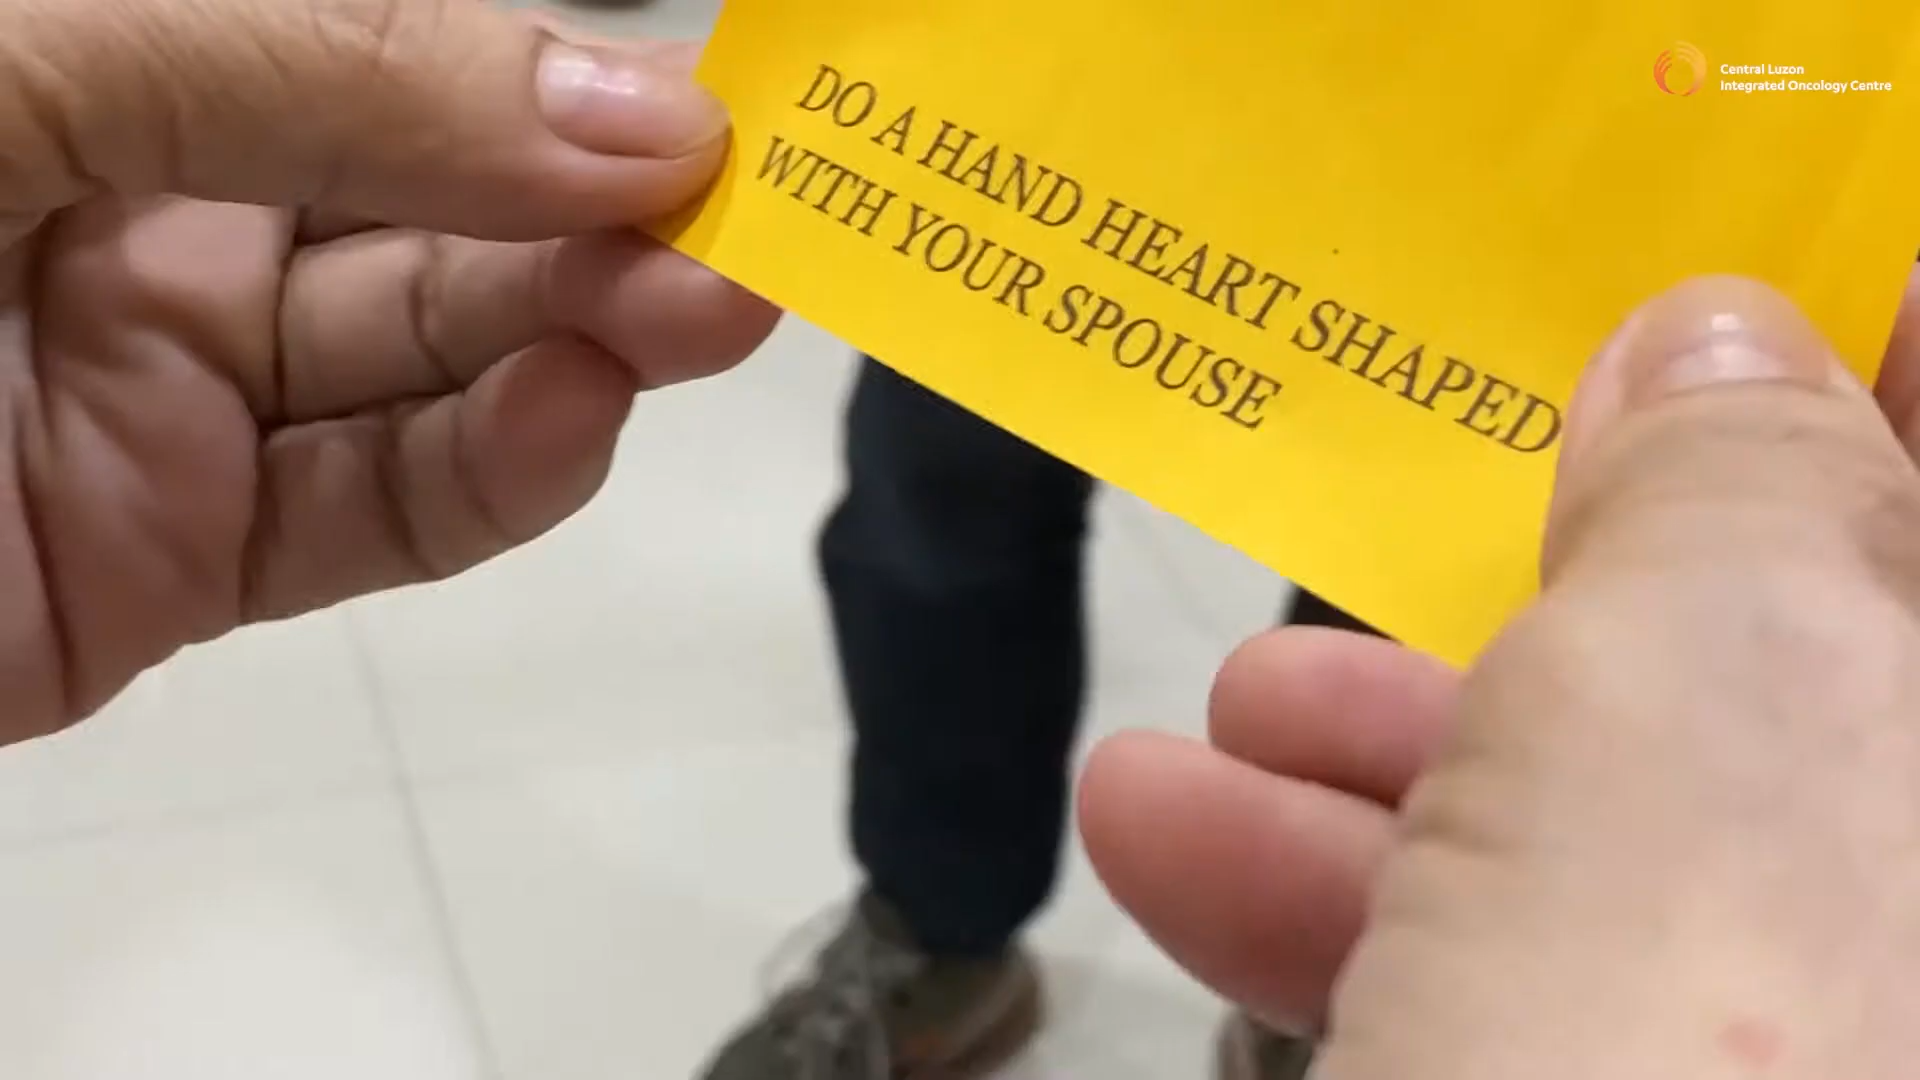 DO A HAND HEART SHAPED
WITH YOUR SPOUSE
Central Luzon
Integrated Oncology Centre